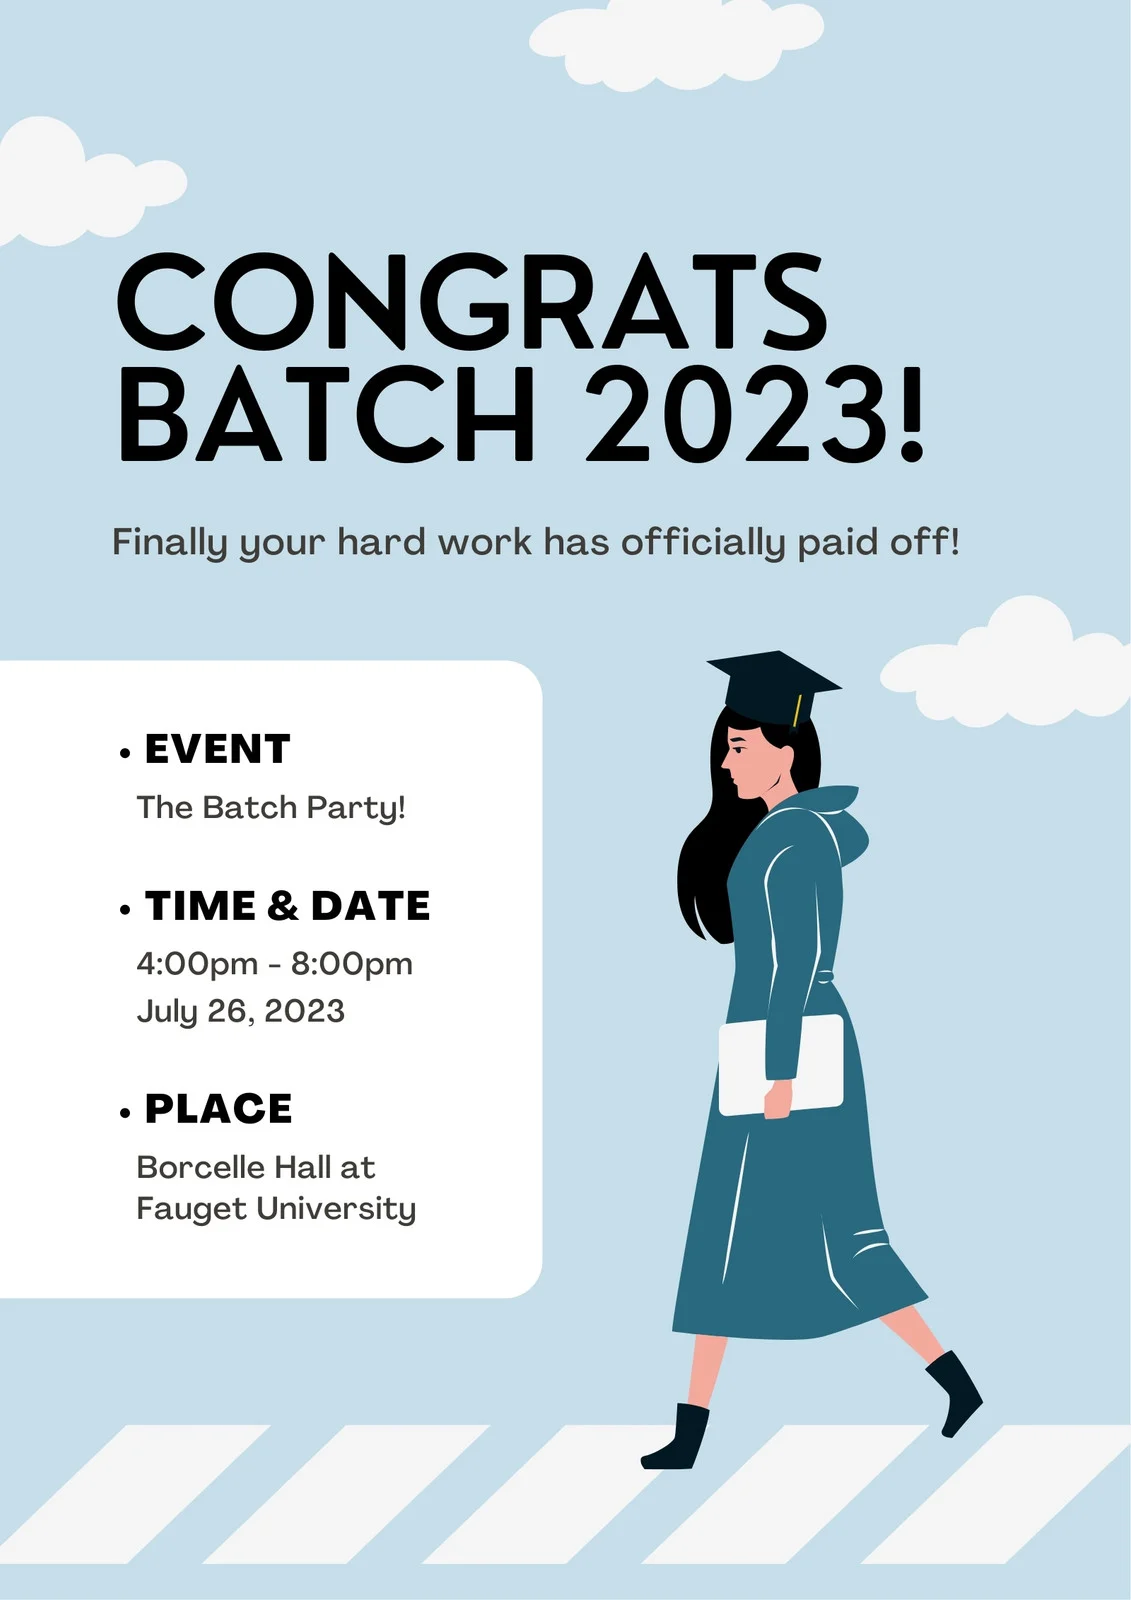 CONGRATS
BATCH 2023!
Finally your hard work has officially paid off!
• EVENT
The Batch Party!
• TIME & DATE
4:00pm - 8:00pm
July 26, 2023
• PLACE
Borcelle Hall at
Fauget University